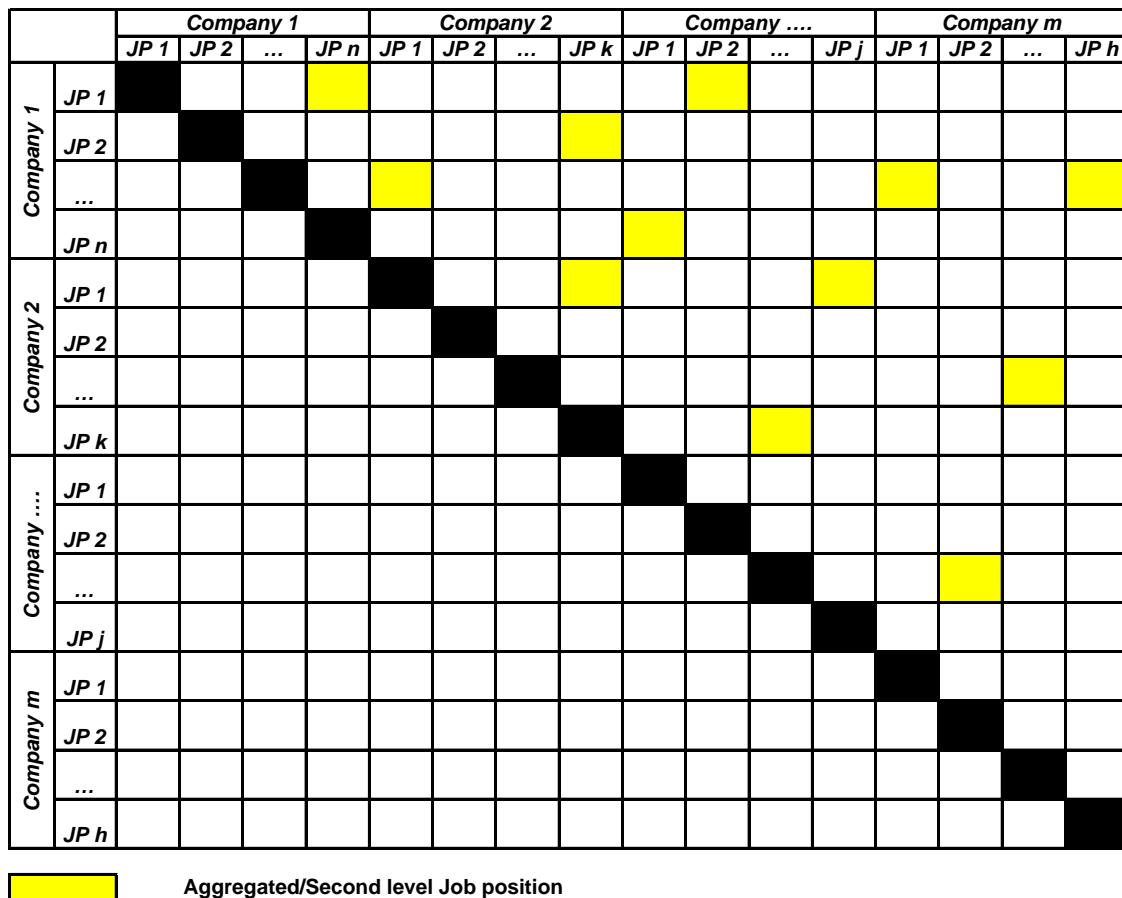 Company 1 Company 2 Company .... Company m
JP 1 JP 2 ... JP n JP 1 JP 2 ... JP k JP 1 JP 2 ... JP j JP 1 JP 2 ... JP h
Company 1
JP 1
JP 2
...
JP n
Company 2
JP 1
JP 2
...
JP k
Company ....
JP 1
JP 2
...
JP j
Company m
JP 1
JP 2
...
JP h
Aggregated/Second level Job position